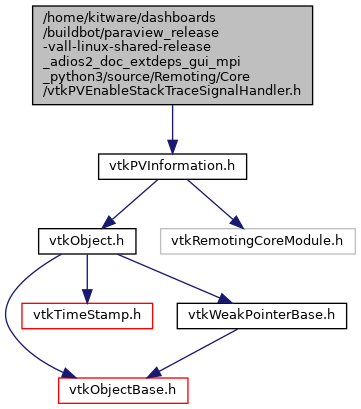 /home/kitware/dashboards
/buildbot/paraview_release
-vall-linux-shared-release
_adios2_doc_extdeps_gui_mpi
_python3/source/Remoting/Core
/vtkPVEnableStackTraceSignalHandler.h
vtkPVInformation.h
vtkObject.h
vtkRemotingCoreModule.h
vtkTimeStamp.h
vtkWeakPointerBase.h
vtkObjectBase.h